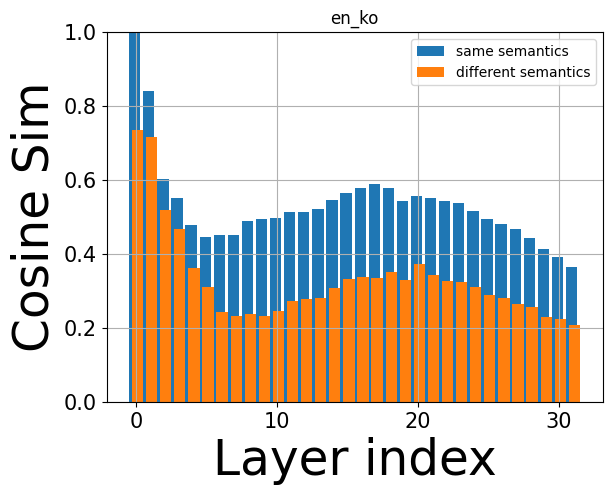 en_ko
same semantics
different semantics
Cosine Sim
1.0
0.8
0.6
0.4
0.2
0.0
0 10 20 30
Layer index